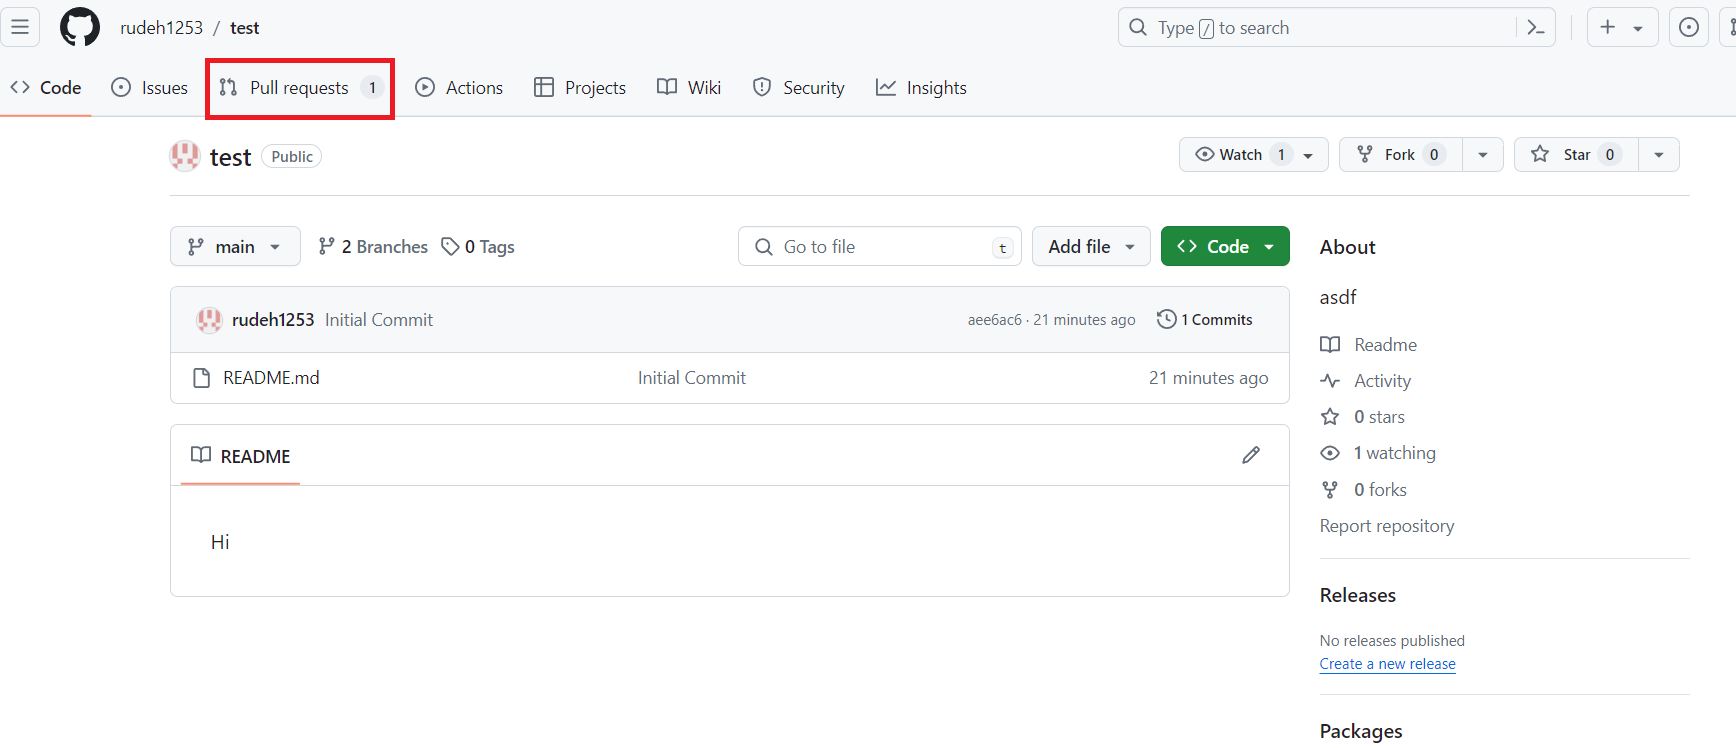 rudeh1253 / test
Type / to search
Code Issues Pull requests 1 Actions Projects Wiki Security Insights
test Public
Watch 1 Fork 0 Star 0
main 2 Branches 0 Tags Go to file t Add file Code
rudeh1253 Initial Commit aee6ac6 · 21 minutes ago 1 Commits
README.md Initial Commit 21 minutes ago
README
Hi
About
asdf
Readme
Activity
0 stars
1 watching
0 forks
Report repository
Releases
No releases published
Create a new release
Packages